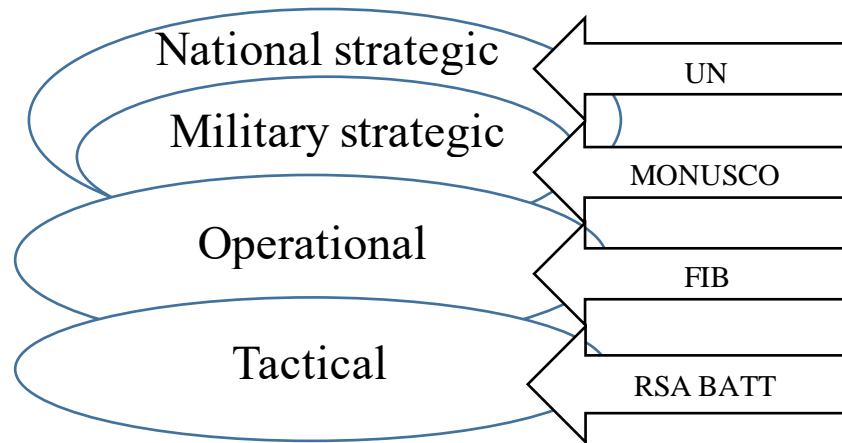 National strategic
UN
Military strategic
MONUSCO
Operational
FIB
Tactical
RSA BATT